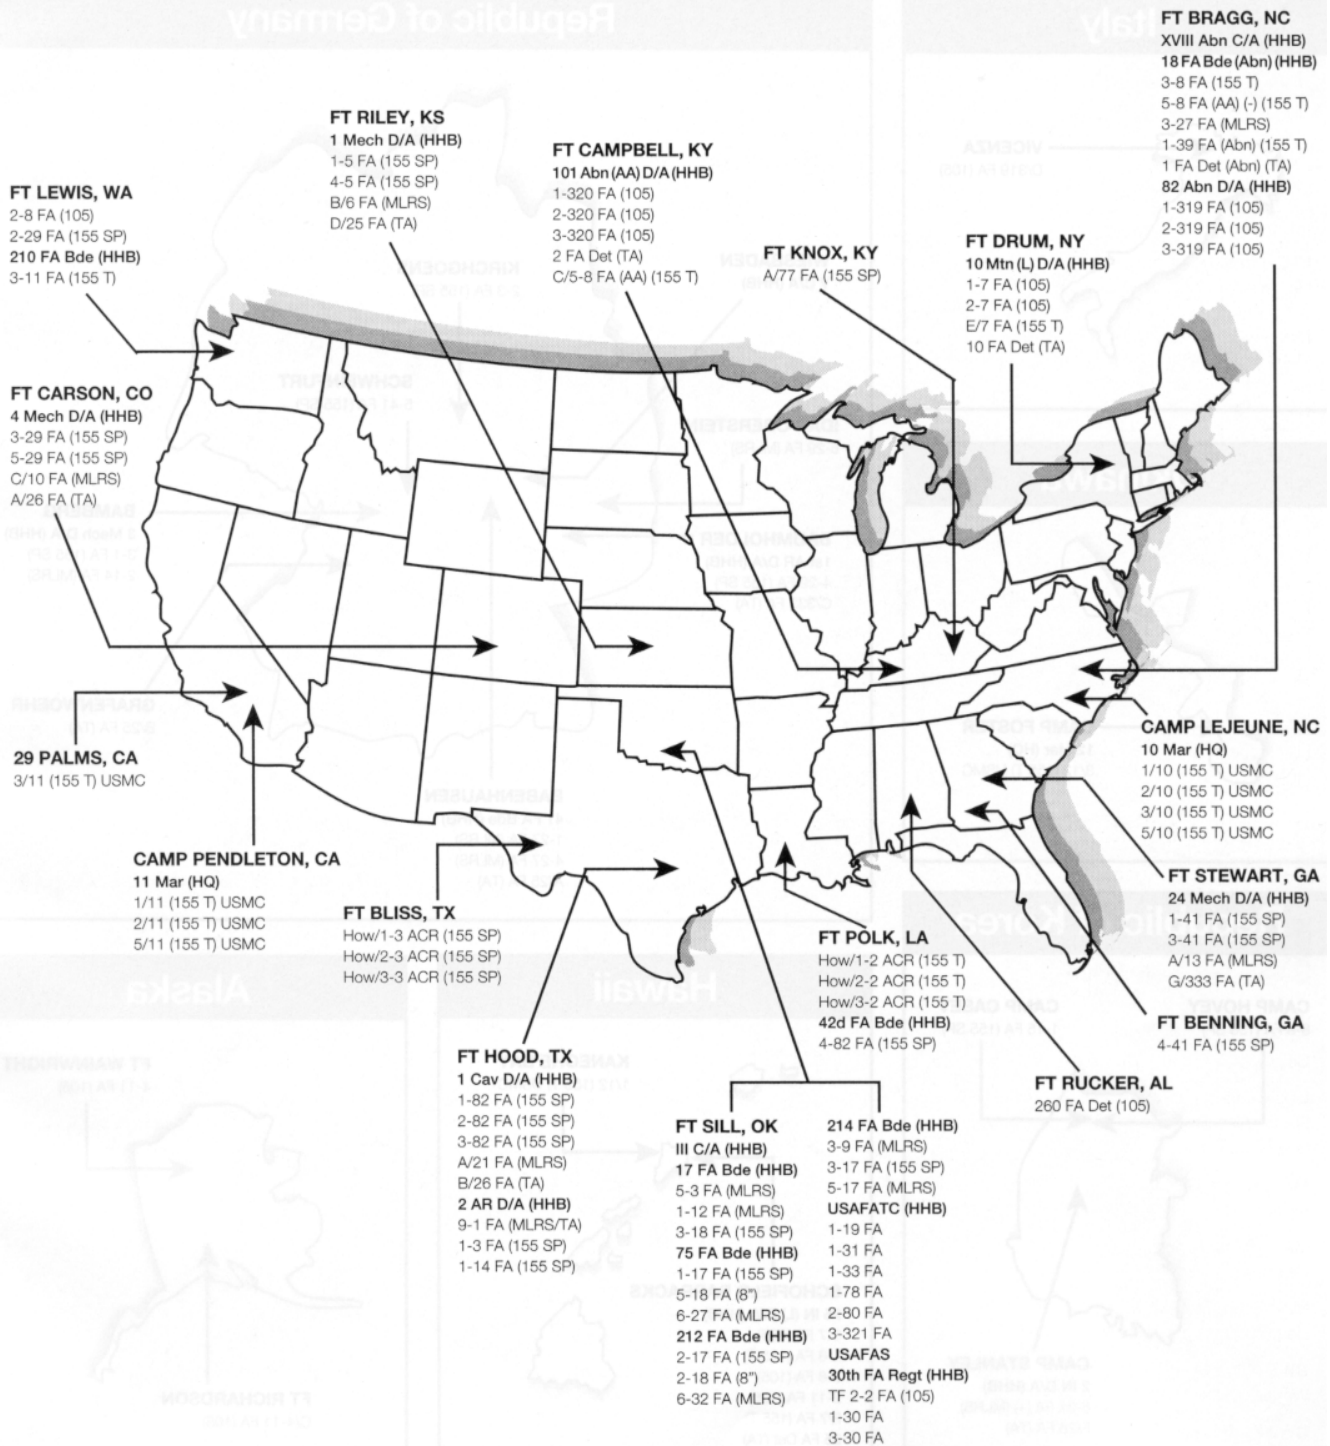 FT BRAGG, NC
XVIII Abn C/A (HHB)
18 FA Bde (Abn) (HHB)
3-8 FA (155 T)
5-8 FA (AA) (-) (155 T)
3-27 FA (MLRS)
1-39 FA (Abn) (155 T)
1 FA Det (Abn) (TA)
82 Abn D/A (HHB)
1-319 FA (105)
2-319 FA (105)
3-319 FA (105)
FT RILEY, KS
1 Mech D/A (HHB)
1-5 FA (155 SP)
4-5 FA (155 SP)
B/6 FA (MLRS)
D/25 FA (TA)
FT CAMPBELL, KY
101 Abn (AA) D/A (HHB)
1-320 FA (105)
2-320 FA (105)
3-320 FA (105)
2 FA Det (TA)
C/5-8 FA (AA) (155 T)
FT LEWIS, WA
2-8 FA (105)
2-29 FA (155 SP)
210 FA Bde (HHB)
3-11 FA (155 T)
FT KNOX, KY
A/77 FA (155 SP)
FT DRUM, NY
10 Mtn (L) D/A (HHB)
1-7 FA (105)
2-7 FA (105)
E/7 FA (155 T)
10 FA Det (TA)
FT CARSON, CO
4 Mech D/A (HHB)
3-29 FA (155 SP)
5-29 FA (155 SP)
C/10 FA (MLRS)
A/26 FA (TA)
29 PALMS, CA
3/11 (155 T) USMC
CAMP LEJEUNE, NC
10 Mar (HQ)
1/10 (155 T) USMC
2/10 (155 T) USMC
3/10 (155 T) USMC
5/10 (155 T) USMC
CAMP PENDLETON, CA
11 Mar (HQ)
1/11 (155 T) USMC
2/11 (155 T) USMC
5/11 (155 T) USMC
FT STEWART, GA
24 Mech D/A (HHB)
1-41 FA (155 SP)
3-41 FA (155 SP)
A/13 FA (MLRS)
G/333 FA (TA)
FT BLISS, TX
How/1-3 ACR (155 SP)
How/2-3 ACR (155 SP)
How/3-3 ACR (155 SP)
FT POLK, LA
How/1-2 ACR (155 T)
How/2-2 ACR (155 T)
How/3-2 ACR (155 T)
42d FA Bde (HHB)
4-82 FA (155 SP)
FT BENNING, GA
4-41 FA (155 SP)
FT HOOD, TX
1 Cav D/A (HHB)
1-82 FA (155 SP)
2-82 FA (155 SP)
3-82 FA (155 SP)
A/21 FA (MLRS)
B/26 FA (TA)
2 AR D/A (HHB)
9-1 FA (MLRS/TA)
1-3 FA (155 SP)
1-14 FA (155 SP)
FT RUCKER, AL
260 FA Det (105)
FT SILL, OK
III C/A (HHB)
17 FA Bde (HHB)
5-3 FA (MLRS)
1-12 FA (MLRS)
3-18 FA (155 SP)
75 FA Bde (HHB)
1-17 FA (155 SP)
5-18 FA (8")
6-27 FA (MLRS)
212 FA Bde (HHB)
2-17 FA (155 SP)
2-18 FA (8")
6-32 FA (MLRS)
214 FA Bde (HHB)
3-9 FA (MLRS)
3-17 FA (155 SP)
5-17 FA (MLRS)
USAFATC (HHB)
1-19 FA
1-31 FA
1-33 FA
1-78 FA
2-80 FA
3-321 FA
USAFAS
30th FA Regt (HHB)
TF 2-2 FA (105)
1-30 FA
3-30 FA